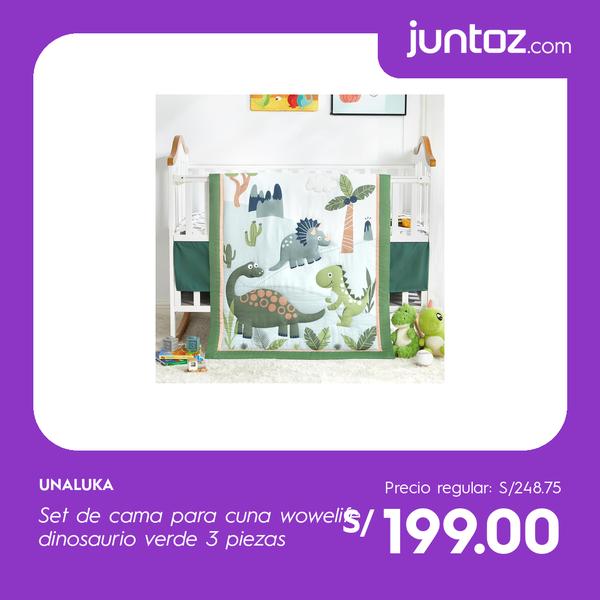 juntoz.com
UNALUKA
Set de cama para cuna wowelife
dinosaurio verde 3 piezas
Precio regular: S/248.75
S/199.00